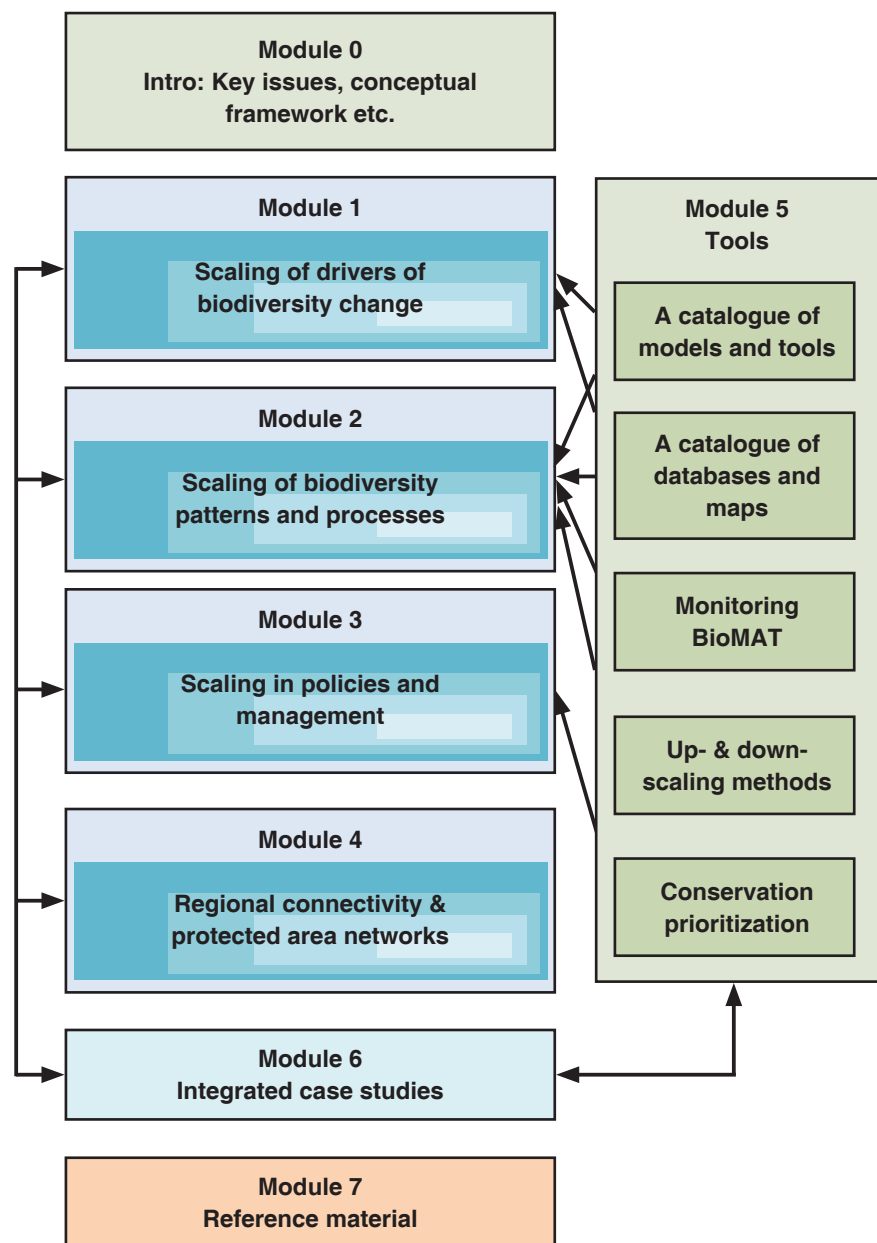 Module 0
Intro: Key issues, conceptual
framework etc.
Module 1
Scaling of drivers of
biodiversity change
Module 2
Scaling of biodiversity
patterns and processes
Module 3
Scaling in policies and
management
Module 4
Regional connectivity &
protected area networks
Module 5
Tools
A catalogue of
models and tools
A catalogue of
databases and
maps
Monitoring
BioMAT
Up- & down-
scaling methods
Conservation
prioritization
Module 6
Integrated case studies
Module 7
Reference material